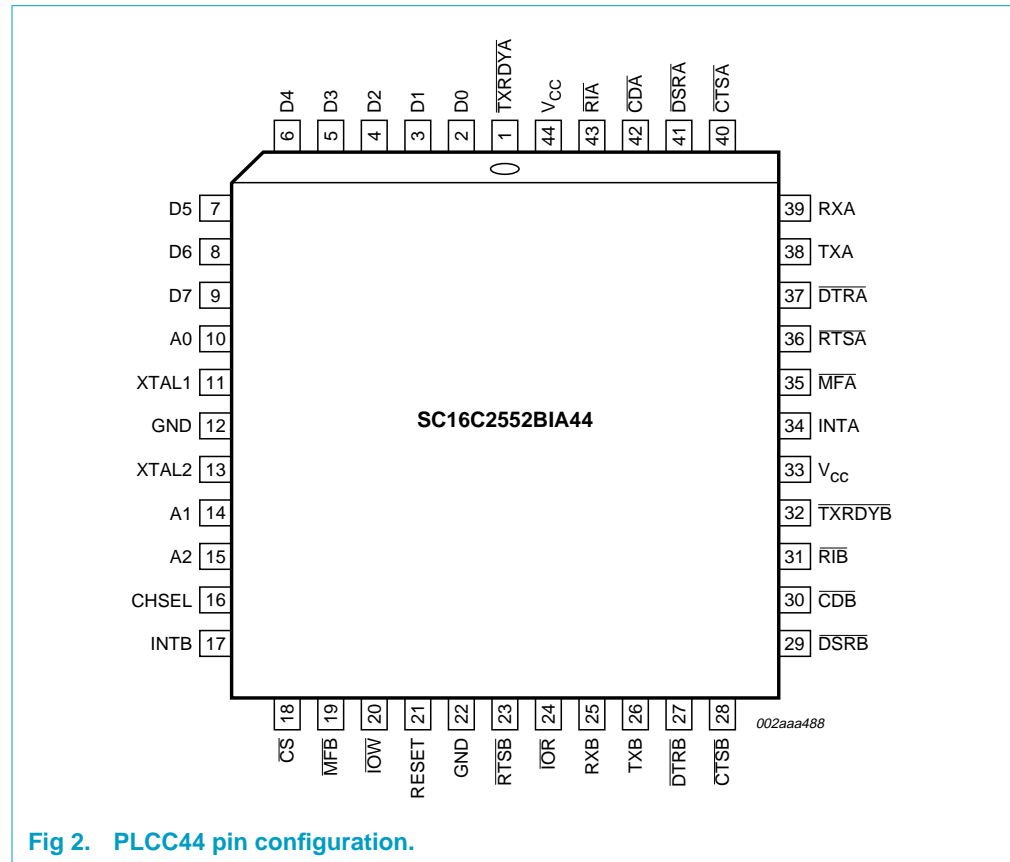 D4 D3 D2 D1 D0 TXRDYA VCC RIA CDA DSRA CTSA
6 5 4 3 2 1 44 43 42 41 40
D5 7 39 RXA
D6 8 38 TXA
D7 9 37 DTRA
A0 10 36 RTSA
XTAL1 11 35 MFA
GND 12 SC16C2552BIA44 34 INTA
XTAL2 13 33 VCC
A1 14 32 TXRDYB
A2 15 31 RIB
CHSEL 16 30 CDB
INTB 17 29 DSRB
18 19 20 21 22 23 24 25 26 27 28
CS MFB IOW RESET GND RTSB IOR RXB TXB DTRB CTSB
002aaa488
Fig 2. PLCC44 pin configuration.